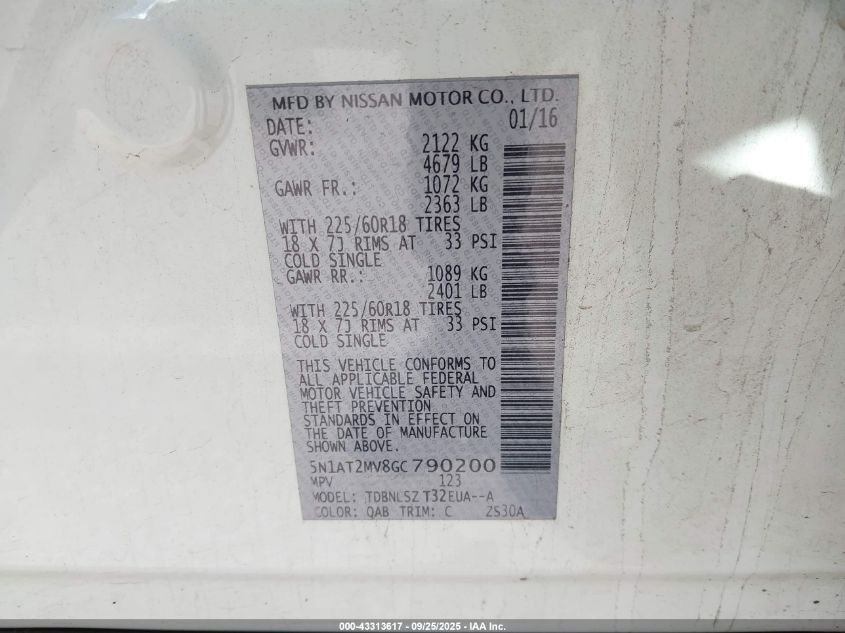 MFD BY NISSAN MOTOR CO., LTD.
DATE: 01/16
GVWR: 2122 KG
4679 LB
GAWR FR.: 1072 KG
2363 LB
WITH 225/60R18 TIRES
18 X 7J RIMS AT 33 PSI
COLD SINGLE
GAWR RR.: 1089 KG
2401 LB
WITH 225/60R18 TIRES
18 X 7J RIMS AT 33 PSI
COLD SINGLE
THIS VEHICLE CONFORMS TO
ALL APPLICABLE FEDERAL
MOTOR VEHICLE SAFETY AND
THEFT PREVENTION
STANDARDS IN EFFECT ON
THE DATE OF MANUFACTURE
SHOWN ABOVE.
5N1AT2MV8GC790200
MPV 123
MODEL: TDBNLSZ T32EUA--A
COLOR: QAB TRIM: C ZS30A
000-43313617 - 09/25/2025 - IAA Inc.